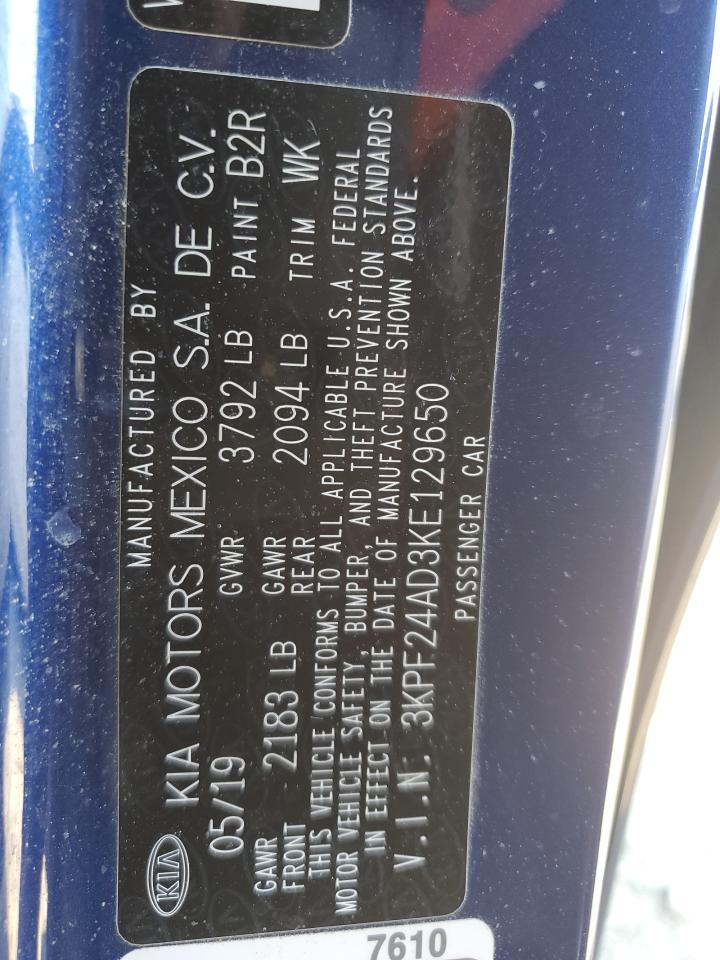 MANUFACTURED BY
KIA KIA MOTORS MEXICO S.A. DE C.V.
05/19 GVWR 3792 LB PAINT B2R
GAWR FRONT 2183 LB GAWR REAR 2094 LB TRIM WK
THIS VEHICLE CONFORMS TO ALL APPLICABLE U.S.A. FEDERAL
MOTOR VEHICLE SAFETY, BUMPER, AND THEFT PREVENTION STANDARDS
IN EFFECT ON THE DATE OF MANUFACTURE SHOWN ABOVE.
V.I.N. 3KPF24AD3KE129650
PASSENGER CAR
7610